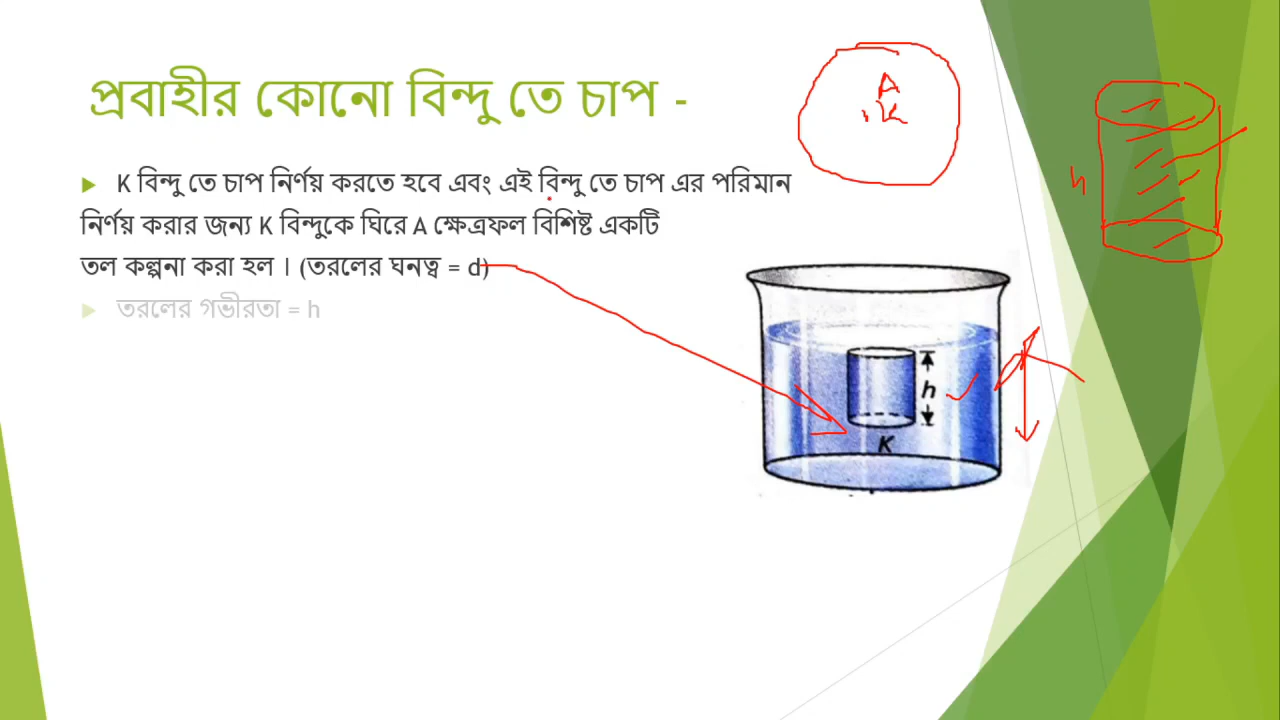 প্রবাহীর কোনো বিন্দু তে চাপ -
A
K
K বিন্দু তে চাপ নির্ণয় করতে হবে এবং এই বিন্দু তে চাপ এর পরিমান
নির্ণয় করার জন্য K বিন্দুকে ঘিরে A ক্ষেত্রফল বিশিষ্ট একটি
তল কল্পনা করা হল । (তরলের ঘনত্ব = d)
তরলের গভীরতা = h
h
h
K